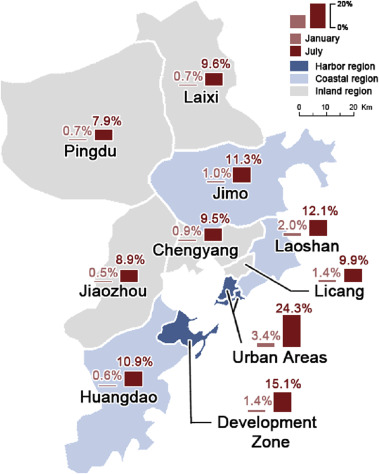 20%
0%
January
July
Harbor region
Coastal region
Inland region
0 10 20 Km
9.6%
0.7%
Laixi
7.9%
0.7%
Pingdu
11.3%
1.0%
Jimo
9.5%
0.9%
Chengyang
12.1%
2.0%
Laoshan
8.9%
0.5%
Jiaozhou
9.9%
1.4%
Licang
24.3%
3.4%
Urban Areas
10.9%
0.6%
Huangdao
15.1%
1.4%
Development
Zone